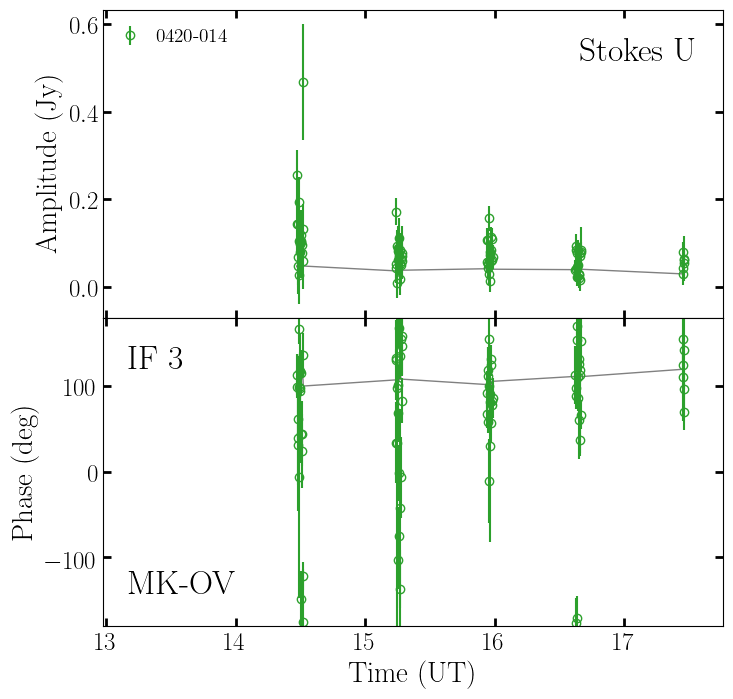 0420-014
Stokes U
0.6
0.4
0.2
0.0
Amplitude (Jy)
IF 3
100
0
−100
Phase (deg)
MK-OV
13 14 15 16 17
Time (UT)